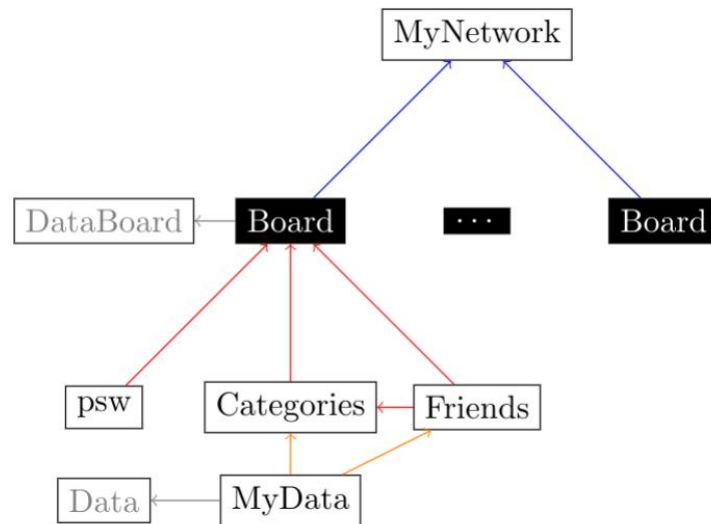 MyNetwork
DataBoard
Board
...
Board
psw
Categories
Friends
Data
MyData